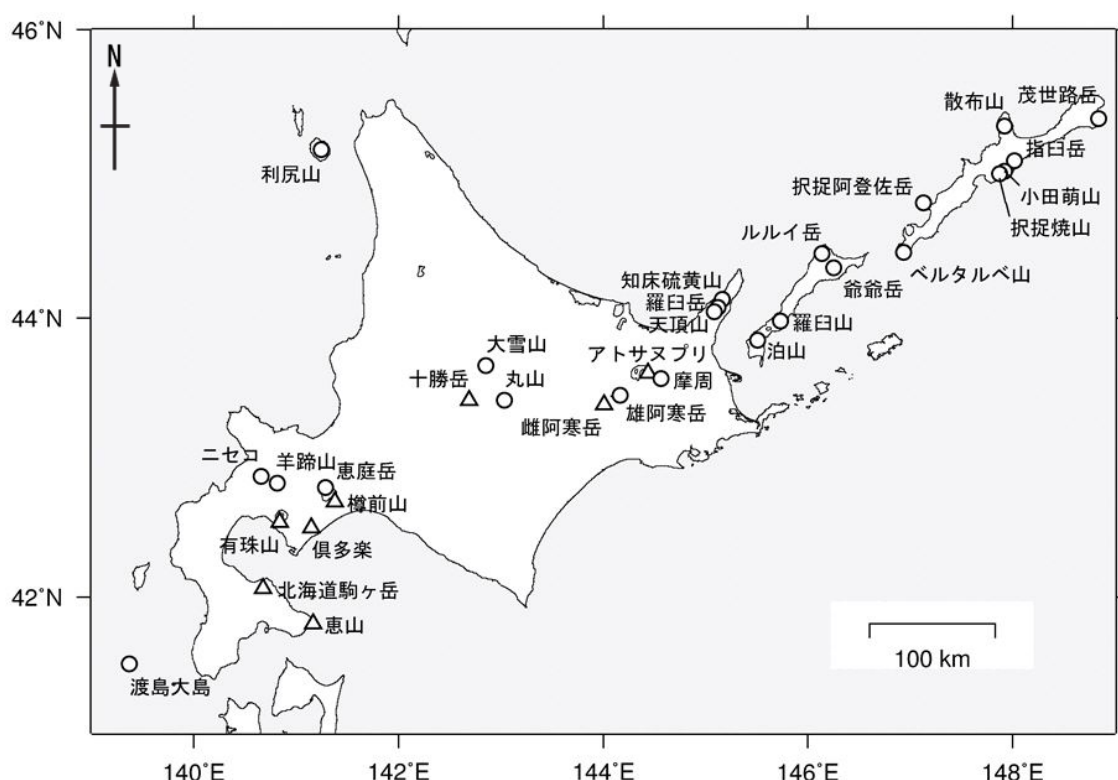 46°N
N
散布山
茂世路岳
利尻山
指臼岳
択捉阿登佐岳
小田萌山
択捉焼山
ルルイ岳
ベルタルベ山
知床硫黄山
爺爺岳
44°N
羅臼岳
天頂山
羅臼山
大雪山
アトサヌプリ
泊山
十勝岳
丸山
摩周
雌阿寒岳
雄阿寒岳
ニセコ
羊蹄山
恵庭岳
樽前山
有珠山
倶多楽
42°N
北海道駒ヶ岳
恵山
100 km
渡島大島
140°E
142°E
144°E
146°E
148°E